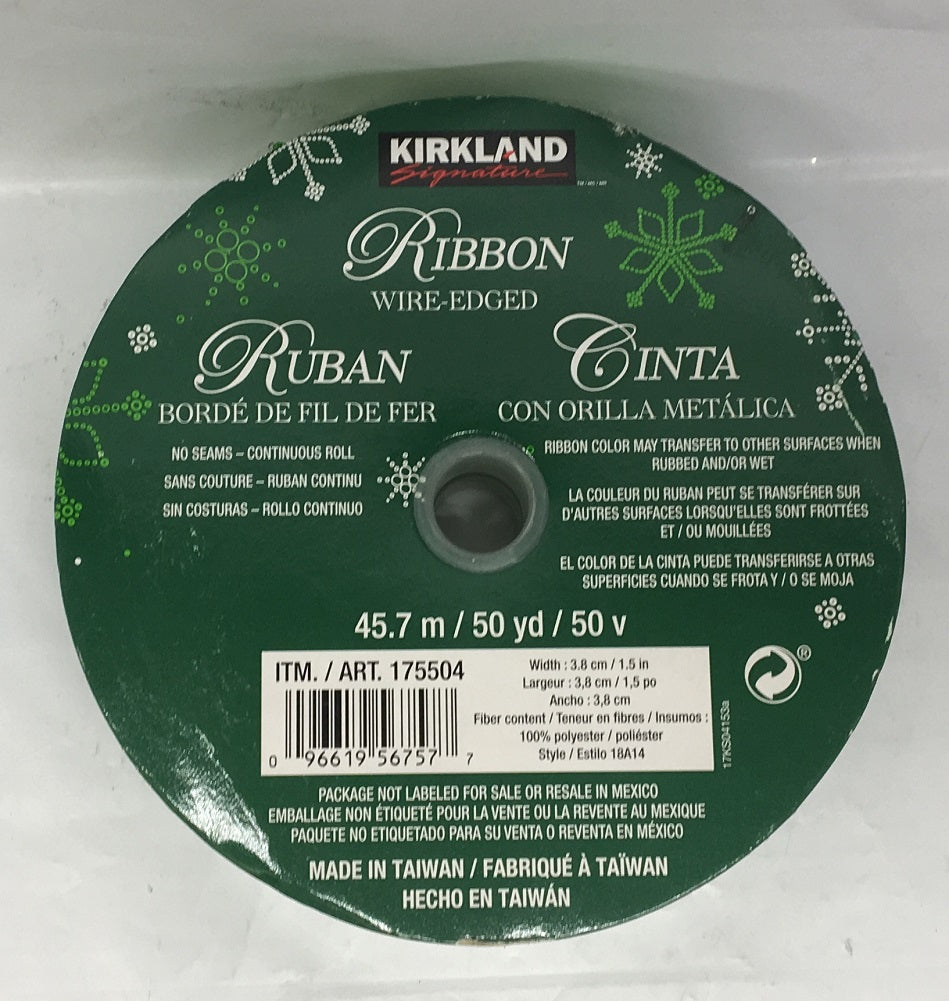 KIRKLAND
Signature
RIBBON
WIRE-EDGED
RUBAN
BORDÉ DE FIL DE FER
CINTA
CON ORILLA METÁLICA
NO SEAMS – CONTINUOUS ROLL
SANS COUTURE – RUBAN CONTINU
SIN COSTURAS – ROLLO CONTINUO
RIBBON COLOR MAY TRANSFER TO OTHER SURFACES WHEN
RUBBED AND/OR WET
LA COULEUR DU RUBAN PEUT SE TRANSFÉRER SUR
D'AUTRES SURFACES LORSQU'ELLES SONT FROTTÉES
ET / OU MOUILLÉES
EL COLOR DE LA CINTA PUEDE TRANSFERIRSE A OTRAS
SUPERFICIES CUANDO SE FROTA Y / O SE MOJA
45.7 m / 50 yd / 50 v
ITM. / ART. 175504
0 96619 56757 7
Width : 3.8 cm / 1.5 in
Largeur : 3,8 cm / 1,5 po
Ancho : 3,8 cm
Fiber content / Teneur en fibres / Insumos :
100% polyester / poliéster
Style / Estilo 18A14
®
17KS04153a
PACKAGE NOT LABELED FOR SALE OR RESALE IN MEXICO
EMBALLAGE NON ÉTIQUETÉ POUR LA VENTE OU LA REVENTE AU MEXIQUE
PAQUETE NO ETIQUETADO PARA SU VENTA O REVENTA EN MÉXICO
MADE IN TAIWAN / FABRIQUÉ À TAÏWAN
HECHO EN TAIWÁN